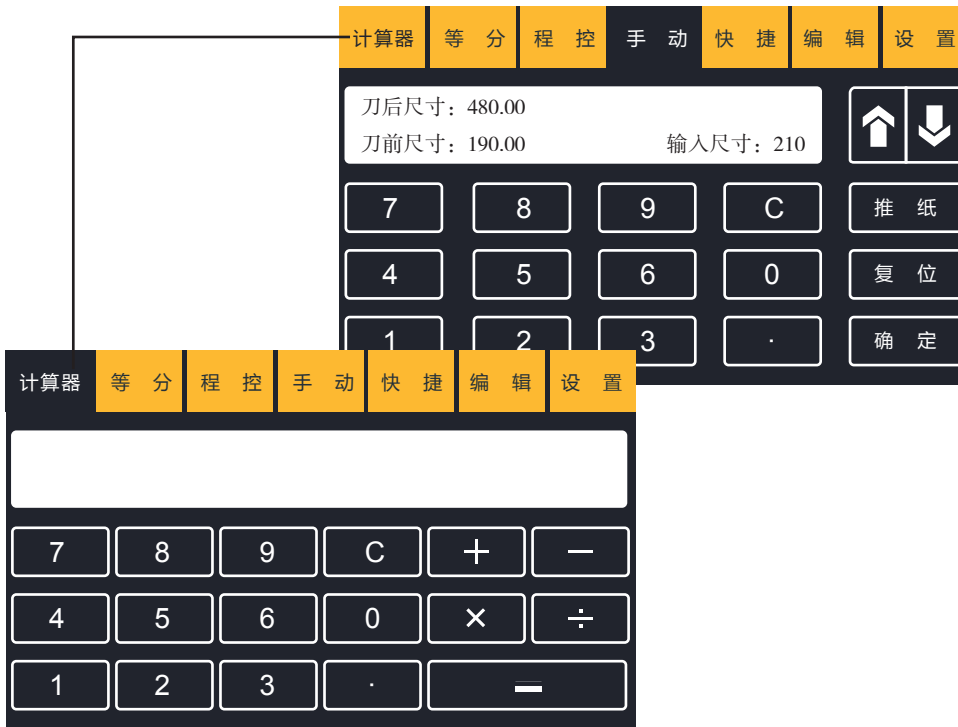 计算器 等 分 程 控 手 动 快 捷 编 辑 设 置
刀后尺寸：480.00
刀前尺寸：190.00 输入尺寸：210
7 8 9 C 推 纸
4 5 6 0 复 位
1 2 3 · 确 定
计算器 等 分 程 控 手 动 快 捷 编 辑 设 置
7 8 9 C + −
4 5 6 0 × ÷
1 2 3 · =